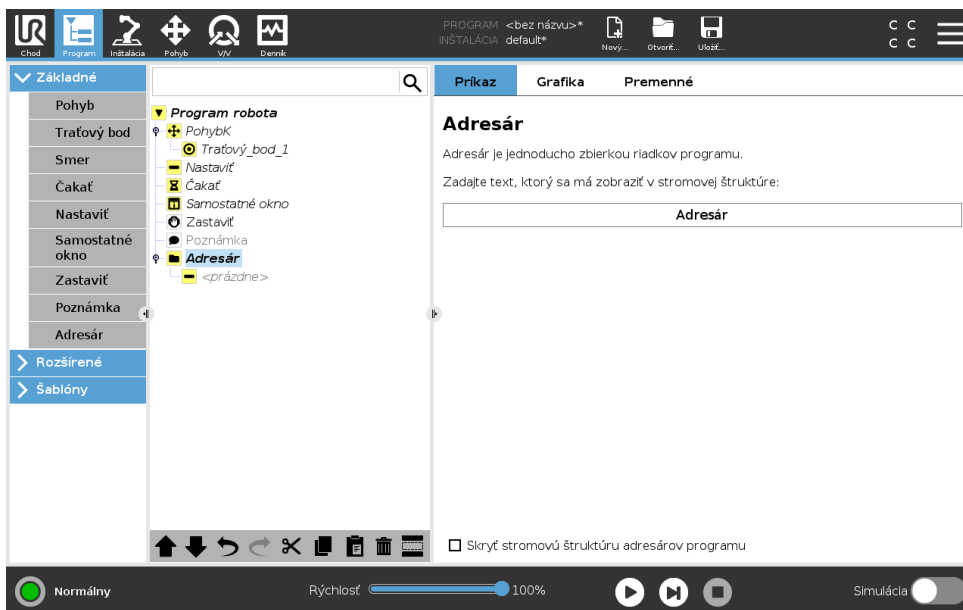 UR
PROGRAM <bez názvu>*
INŠTALÁCIA default*
C C
C C
Chod
Program
Inštalácia
Pohyb
V/V
Denník
Nový...
Otvoriť...
Uložiť...
Základné
Pohyb
Traťový bod
Smer
Čakať
Nastaviť
Samostatné
okno
Zastaviť
Poznámka
Adresár
Rozšírené
Šablóny
Program robota
PohybK
Traťový_bod_1
Nastaviť
Čakať
Samostatné okno
Zastaviť
Poznámka
Adresár
<prázdne>
Príkaz
Grafika
Premenné
Adresár
Adresár je jednoducho zbierkou riadkov programu.
Zadajte text, ktorý sa má zobraziť v stromovej štruktúre:
Adresár
Skryť stromovú štruktúru adresárov programu
Normálny
Rýchlosť
100%
Simulácia